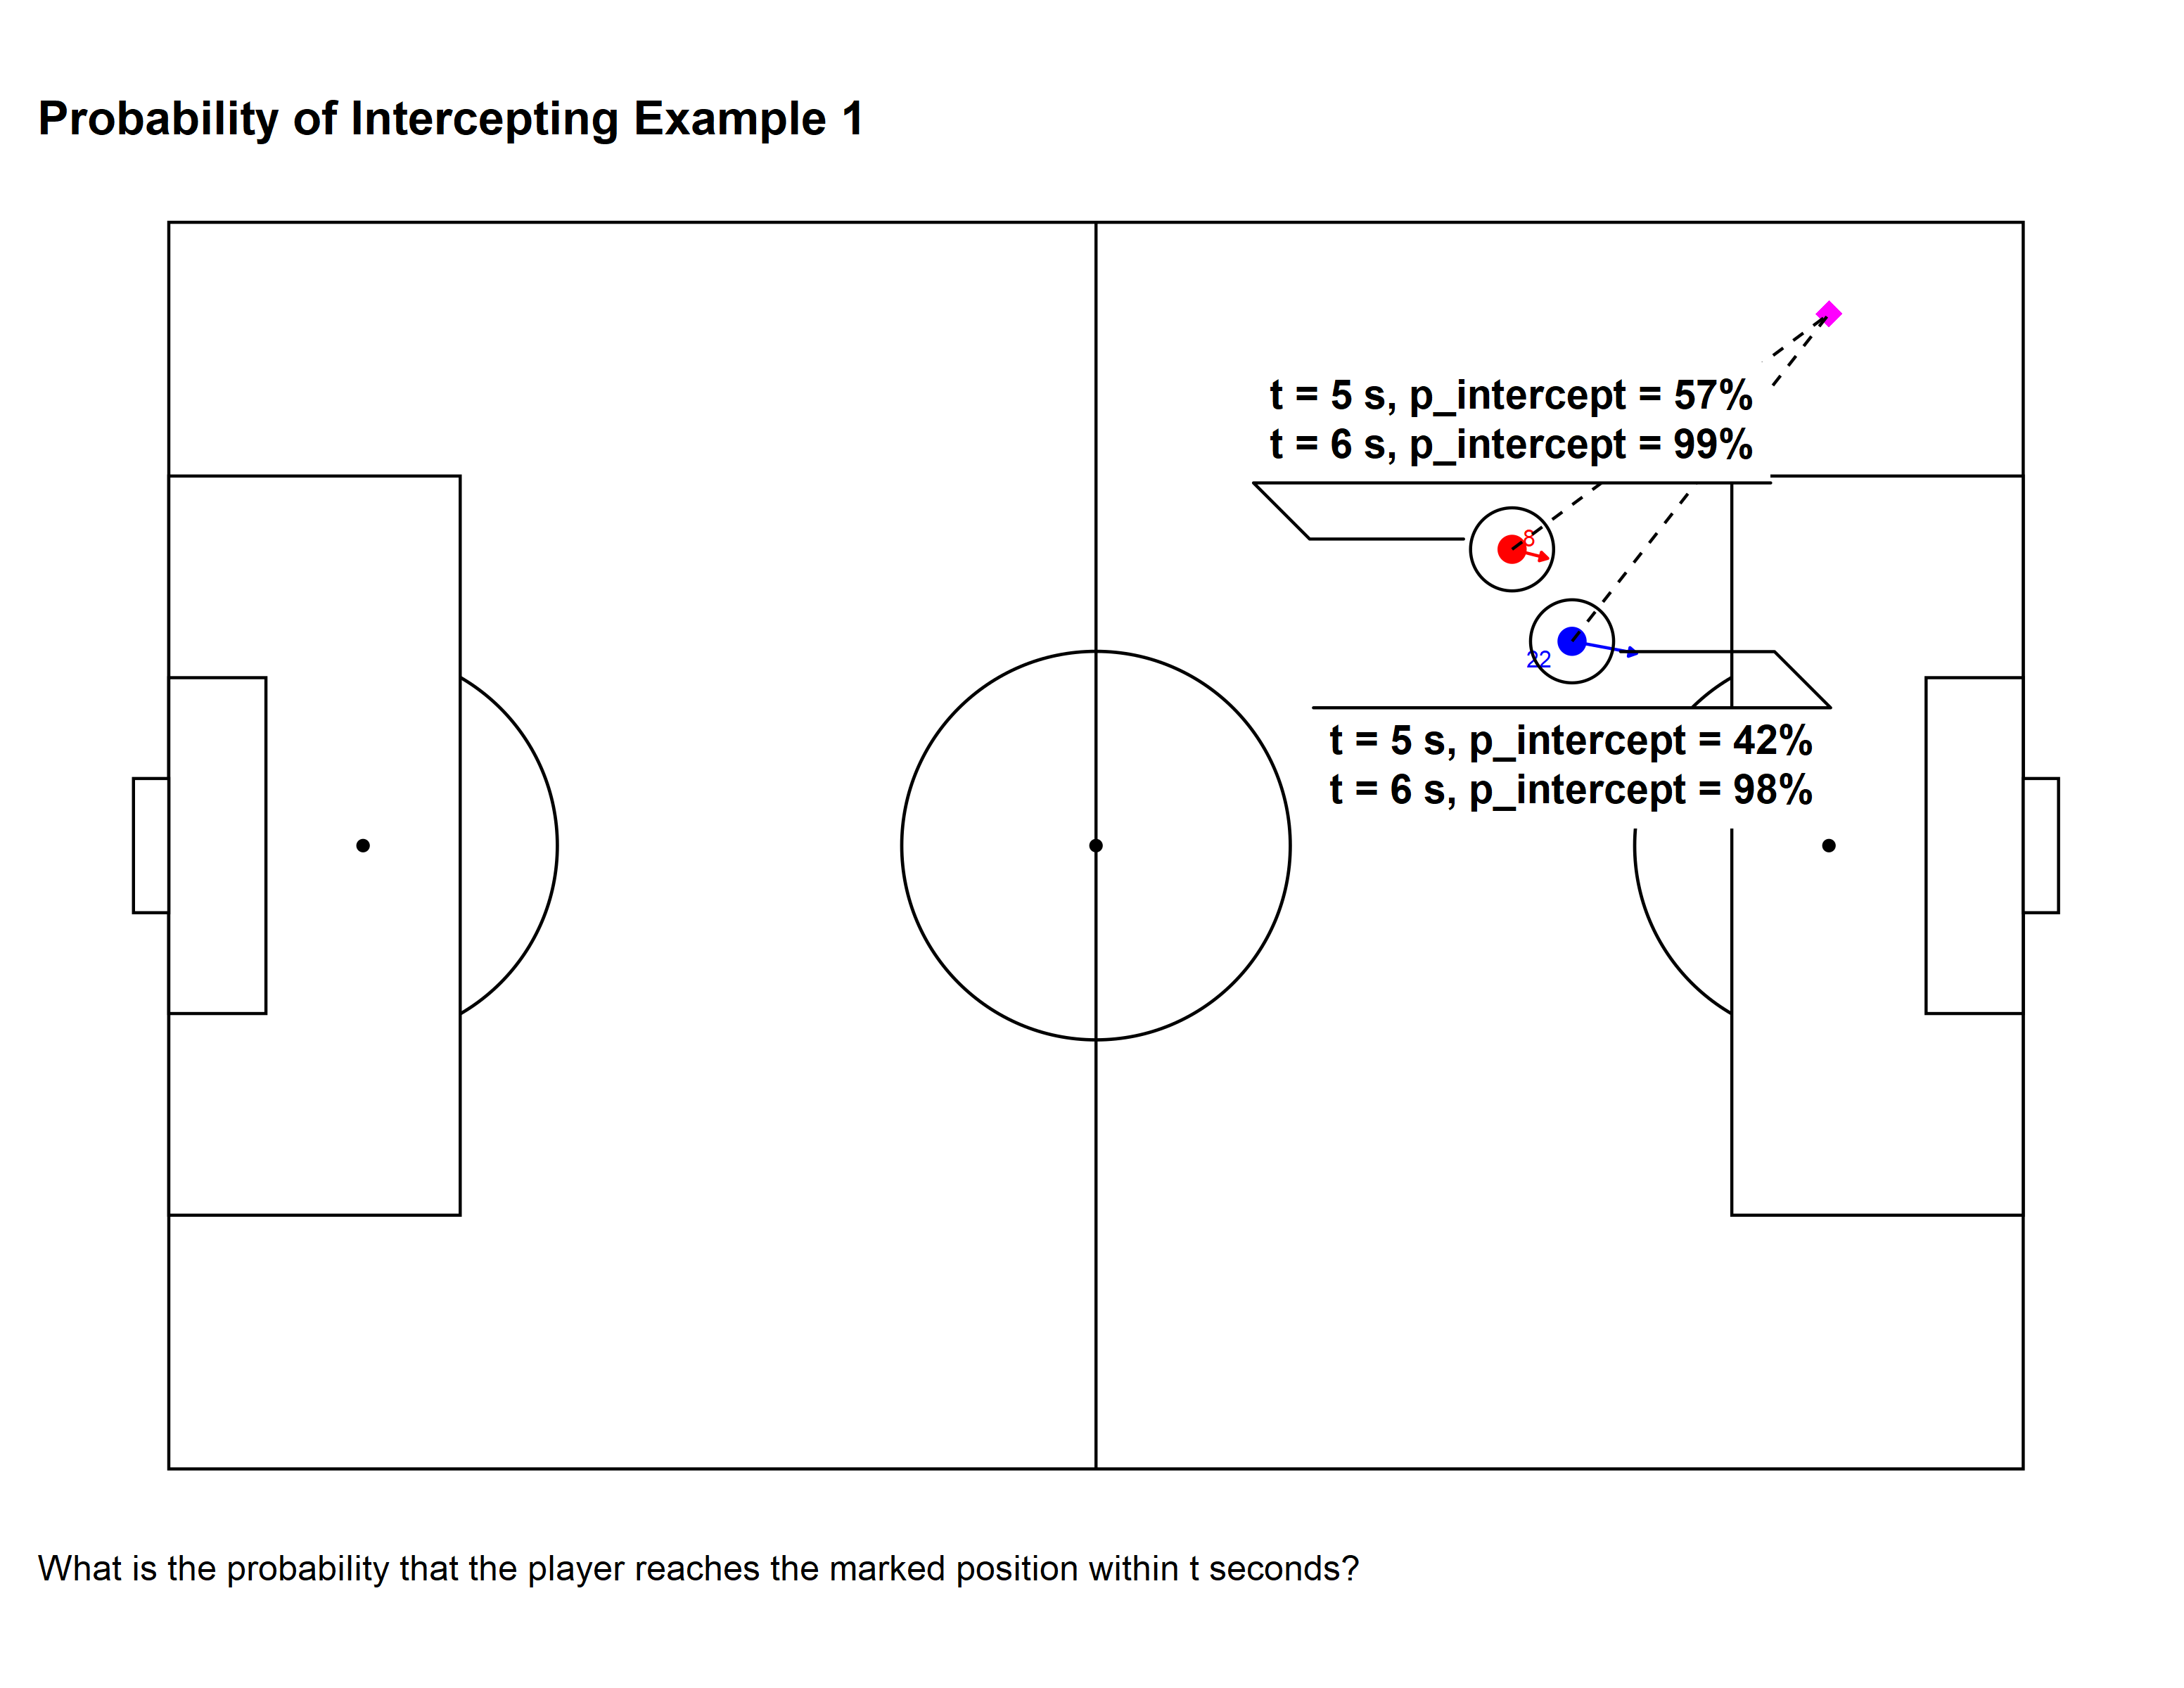 Probability of Intercepting Example 1
t = 5 s, p_intercept = 57%
t = 6 s, p_intercept = 99%
8
22
t = 5 s, p_intercept = 42%
t = 6 s, p_intercept = 98%
What is the probability that the player reaches the marked position within t seconds?